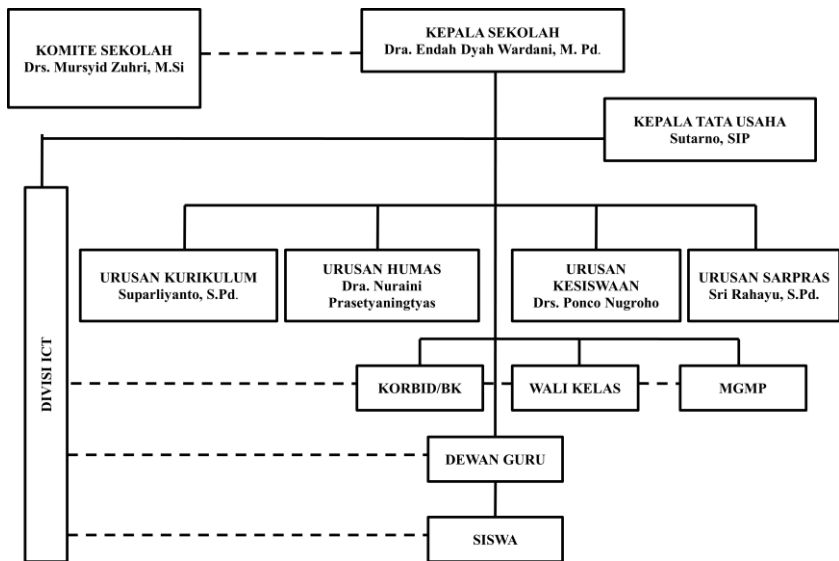 KOMITE SEKOLAH
Drs. Mursyid Zuhri, M.Si
KEPALA SEKOLAH
Dra. Endah Dyah Wardani, M. Pd.
KEPALA TATA USAHA
Sutarno, SIP
DIVISI ICT
URUSAN KURIKULUM
Suparliyanto, S.Pd.
URUSAN HUMAS
Dra. Nuraini
Prasetyaningtyas
URUSAN
KESISWAAN
Drs. Ponco Nugroho
URUSAN SARPRAS
Sri Rahayu, S.Pd.
KORBID/BK
WALI KELAS
MGMP
DEWAN GURU
SISWA